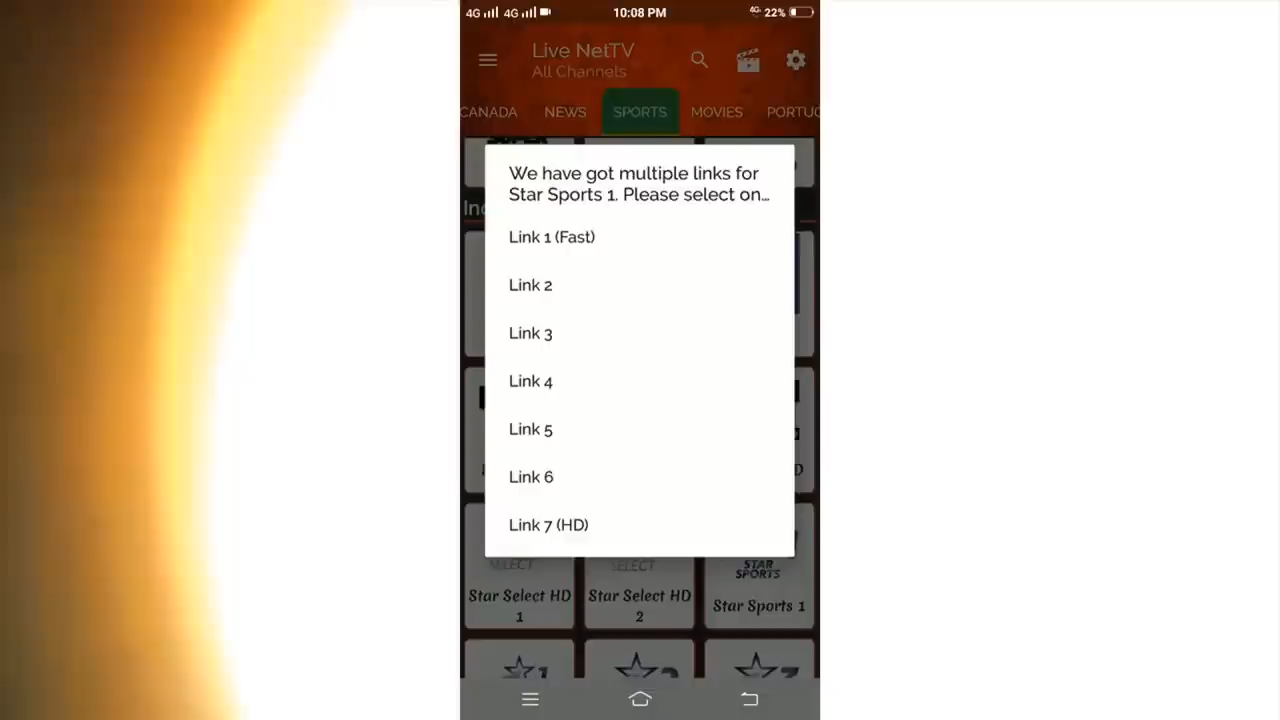 4G 4G 10:08 PM 4G 22%
Live NetTV
All Channels
CANADA NEWS SPORTS MOVIES PORTUG
We have got multiple links for
Star Sports 1. Please select on…
Link 1 (Fast)
Link 2
Link 3
Link 4
Link 5
Link 6
Link 7 (HD)
SELECT SELECT STAR
SPORTS
Star Select HD Star Select HD Star Sports 1
1 2